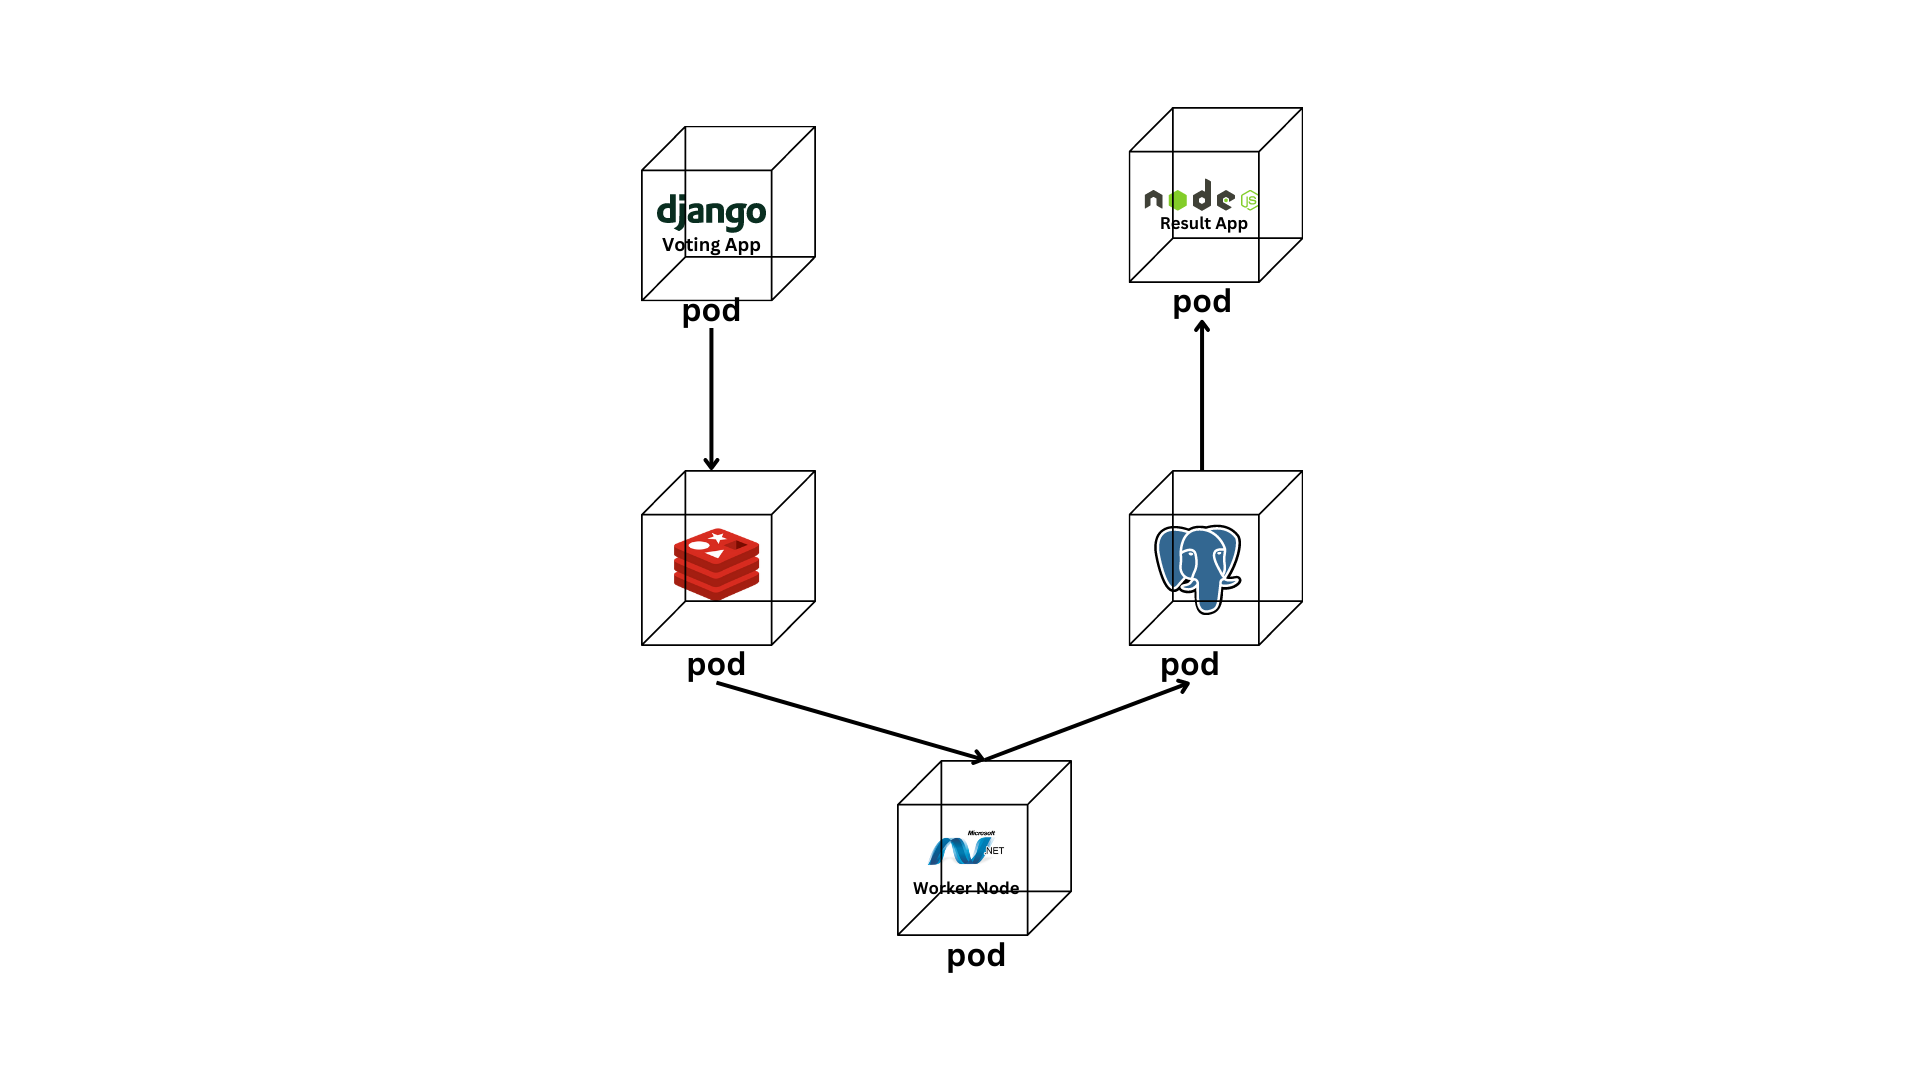 django
Voting App
pod
node
JS
Result App
pod
pod
pod
Microsoft
.NET
Worker Node
pod